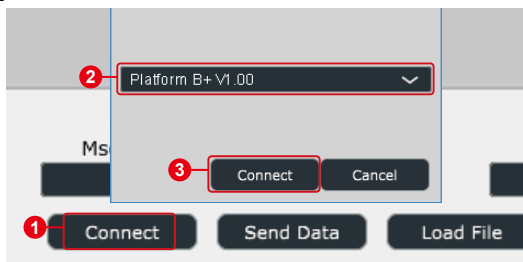 2 Platform B+ V1.00
Ms
3 Connect Cancel
1 Connect Send Data Load File